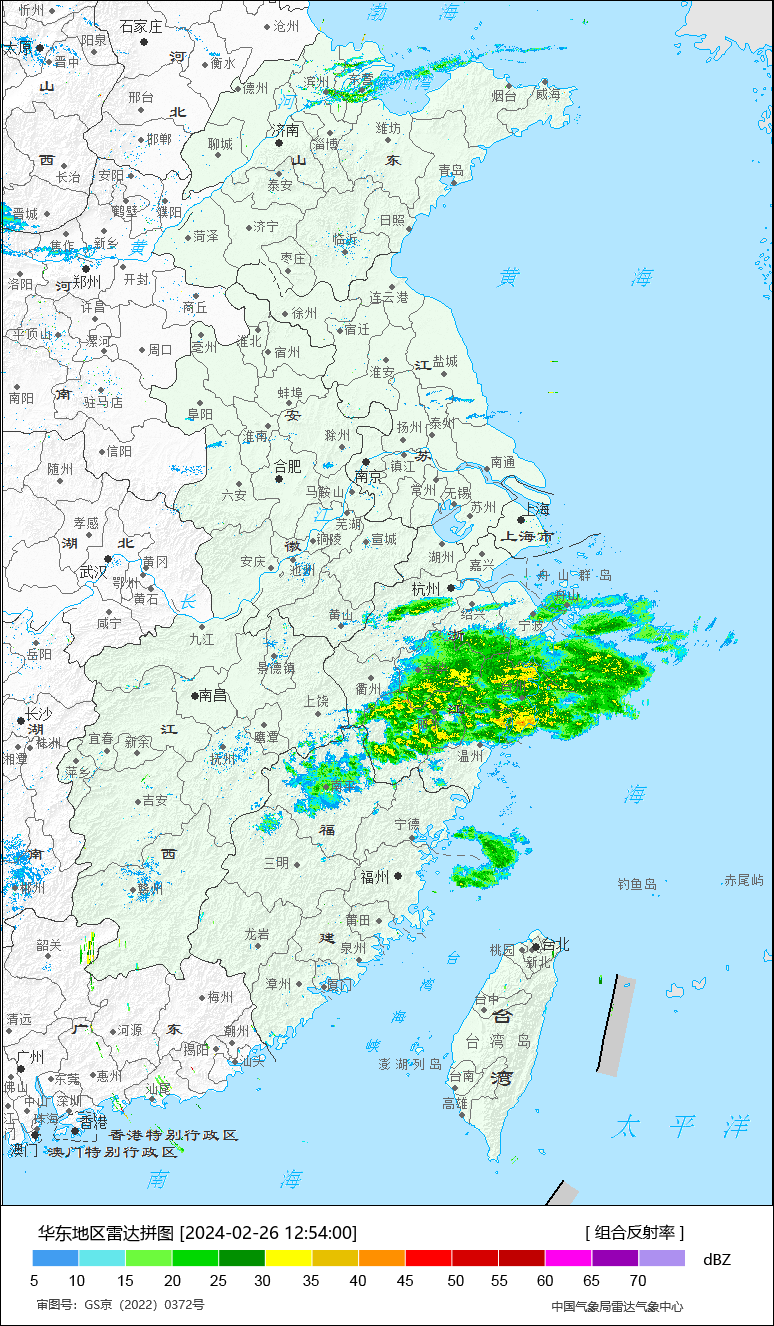 渤 海
忻州
石家庄
沧州
太原
阳泉
河
晋中
衡水
山
德州
滨州
东营
渤 海 湾
烟台
威海
邢台
北
河
济南
潍坊
邯郸
聊城
淄博
西
山
东
长治
安阳
泰安
青岛
鹤壁
濮阳
晋城
菏泽
济宁
日照
焦作
新乡
黄
临沂
枣庄
洛阳
河
郑州
开封
黄 海
连云港
许昌
商丘
徐州
平顶山
漯河
周口
亳州
淮北
宿迁
宿州
江
盐城
淮安
南阳
南
驻马店
蚌埠
阜阳
安
扬州
泰州
淮南
滁州
信阳
苏
随州
合肥
南京
镇江
南通
六安
马鞍山
常州
无锡
苏州
上海
孝感
江
芜湖
湖
北
徽
铜陵
宣城
上海市
武汉
黄冈
安庆
池州
湖州
嘉兴
鄂州
黄石
长
杭州
舟 山 群 岛
舟山
咸宁
黄山
绍兴
宁波
九江
浙
岳阳
景德镇
金华
衢州
台州
南昌
上饶
江
长沙
湖
株洲
江
宜春
新余
鹰潭
湘潭
萍乡
抚州
温州
南平
吉安
海
福
宁德
南
西
三明
郴州
赣州
福州
钓鱼岛
赤尾屿
莆田
龙岩
建
韶关
泉州
桃园
台北
新北
台
漳州
厦门
湾
梅州
台中
清远
广
河源
东
潮州
海
台
揭阳
峡
台 湾 岛
广州
汕头
澎 湖 列 岛
佛山
东莞
惠州
台南
湾
汕尾
中山
深圳
高雄
江门
珠海
香港
香港特别行政区
太 平 洋
澳门
澳门特别行政区
南 海
华东地区雷达拼图 [2024-02-26 12:54:00]
[ 组合反射率 ]
dBZ
5 10 15 20 25 30 35 40 45 50 55 60 65 70
审图号：GS京（2022）0372号
中国气象局雷达气象中心